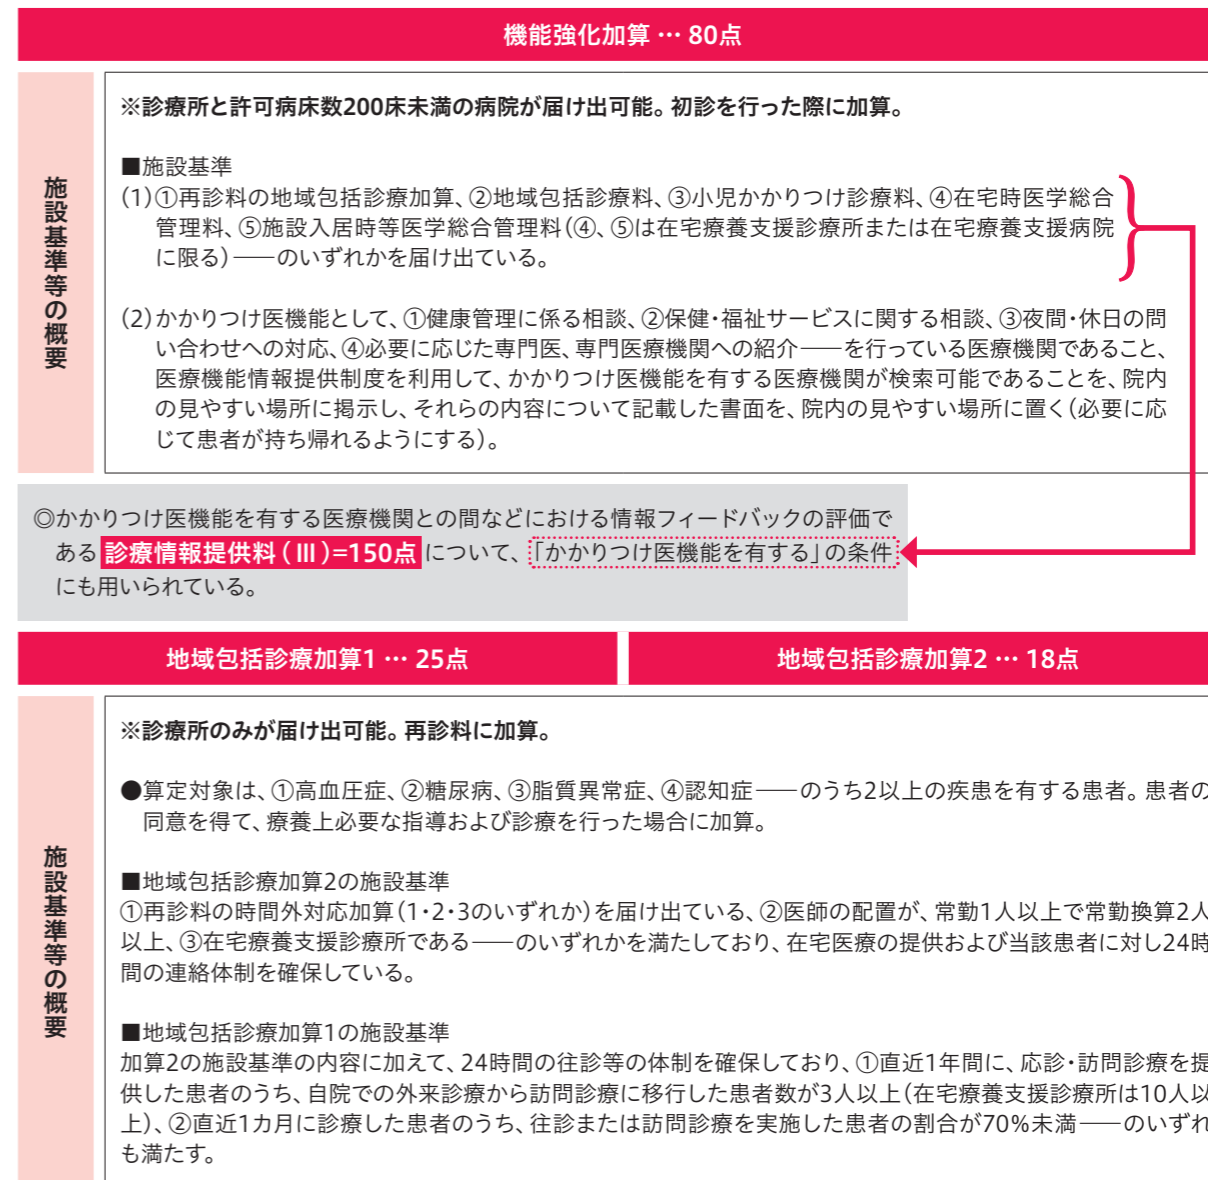 機能強化加算 … 80点
施設基準等の概要
※診療所と許可病床数200床未満の病院が届け出可能。初診を行った際に加算。
■施設基準
(1)①再診料の地域包括診療加算、②地域包括診療料、③小児かかりつけ診療料、④在宅時医学総合
管理料、⑤施設入居時等医学総合管理料(④、⑤は在宅療養支援診療所または在宅療養支援病院
に限る)――のいずれかを届け出ている。
(2)かかりつけ医機能として、①健康管理に係る相談、②保健・福祉サービスに関する相談、③夜間・休日の問
い合わせへの対応、④必要に応じた専門医、専門医療機関への紹介――を行っている医療機関であること、
医療機能情報提供制度を利用して、かかりつけ医機能を有する医療機関が検索可能であることを、院内
の見やすい場所に掲示し、それらの内容について記載した書面を、院内の見やすい場所に置く(必要に応
じて患者が持ち帰れるようにする)。
◎かかりつけ医機能を有する医療機関との間などにおける情報フィードバックの評価で
ある 診療情報提供料(Ⅲ)=150点 について、「かかりつけ医機能を有する」の条件
にも用いられている。
地域包括診療加算1 … 25点
地域包括診療加算2 … 18点
施設基準等の概要
※診療所のみが届け出可能。再診料に加算。
●算定対象は、①高血圧症、②糖尿病、③脂質異常症、④認知症――のうち2以上の疾患を有する患者。患者の
同意を得て、療養上必要な指導および診療を行った場合に加算。
■地域包括診療加算2の施設基準
①再診料の時間外対応加算(1・2・3のいずれか)を届け出ている、②医師の配置が、常勤1人以上で常勤換算2人
以上、③在宅療養支援診療所である――のいずれかを満たしており、在宅医療の提供および当該患者に対し24時
間の連絡体制を確保している。
■地域包括診療加算1の施設基準
加算2の施設基準の内容に加えて、24時間の往診等の体制を確保しており、①直近1年間に、応診・訪問診療を提
供した患者のうち、自院での外来診療から訪問診療に移行した患者数が3人以上(在宅療養支援診療所は10人以
上)、②直近1カ月に診療した患者のうち、往診または訪問診療を実施した患者の割合が70%未満――のいずれ
も満たす。